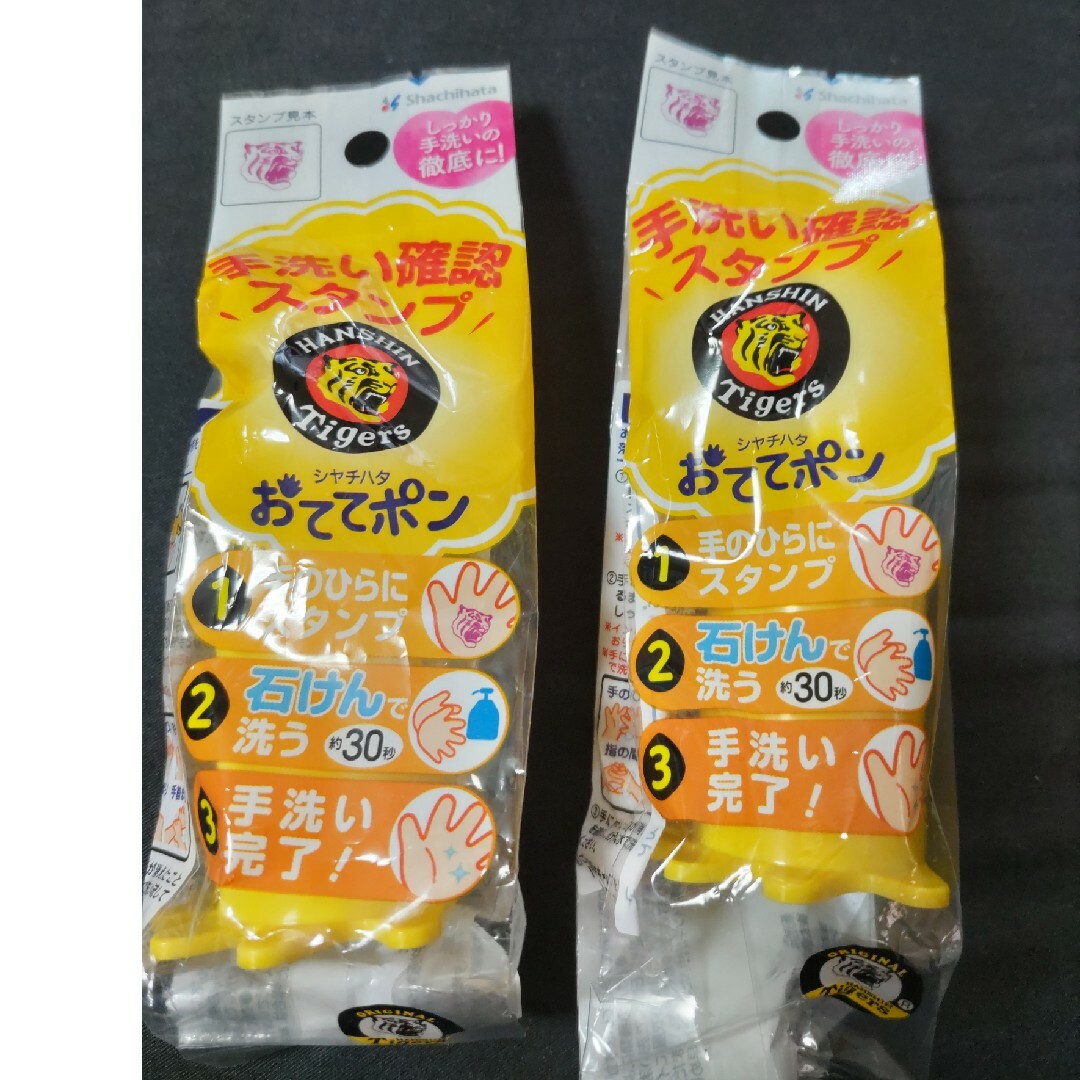 スタンプ見本
Shachihata
しっかり
手洗いの
徹底に!
手洗い確認
スタンプ
HANSHIN
Tigers
シヤチハタ
おててポン
1
手のひらに
スタンプ
2
石けんで
洗う 約30秒
3
手洗い
完了!
ORIGINAL
Tigers
スタンプ見本
Shachihata
しっかり
手洗いの
徹底に!
手洗い確認
スタンプ
HANSHIN
Tigers
シヤチハタ
おててポン
1
手のひらに
スタンプ
2
石けんで
洗う 約30秒
3
手洗い
完了!
手の
指の間
ORIGINAL
Tigers